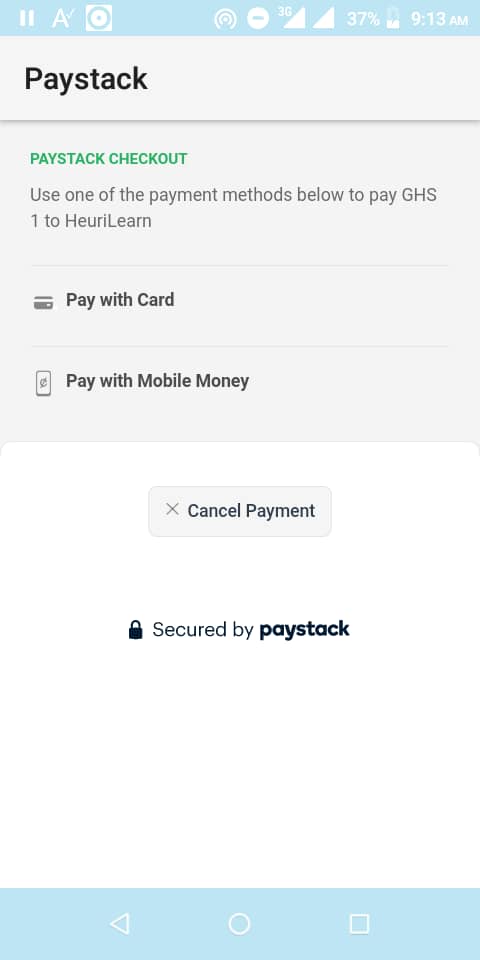 3G 37% 9:13 AM
Paystack
PAYSTACK CHECKOUT
Use one of the payment methods below to pay GHS
1 to HeuriLearn
Pay with Card
Pay with Mobile Money
Cancel Payment
Secured by paystack